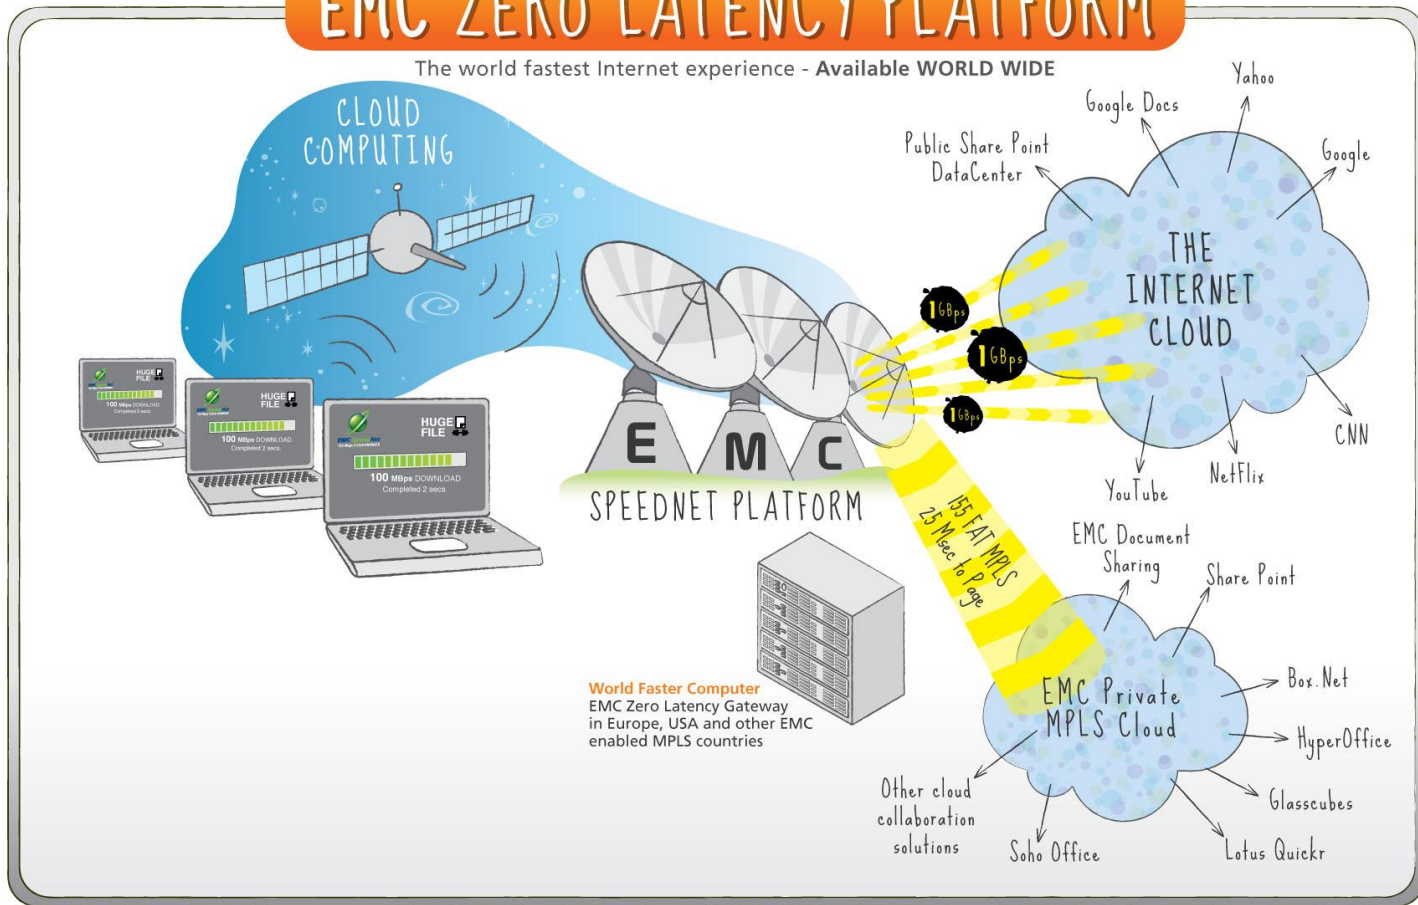 EMC ZERO LATENCY PLATFORM
The world fastest Internet experience - Available WORLD WIDE
CLOUD
COMPUTING
Public Share Point
DataCenter
Google Docs
Yahoo
Google
THE
INTERNET
CLOUD
1GBps
1GBps
1GBps
CNN
NetFlix
YouTube
HUGE
FILE
100 MBps DOWNLOAD
Completed 2 secs.
HUGE
FILE
100 MBps DOWNLOAD
Completed 2 secs.
HUGE
FILE
100 MBps DOWNLOAD
Completed 2 secs.
E M C
SPEEDNET PLATFORM
155 FAT MPLS
25 Msec to Page
World Faster Computer
EMC Zero Latency Gateway
in Europe, USA and other EMC
enabled MPLS countries
EMC Document
Sharing
Share Point
EMC Private
MPLS Cloud
Box.Net
HyperOffice
Glasscubes
Lotus Quickr
Soho Office
Other cloud
collaboration
solutions